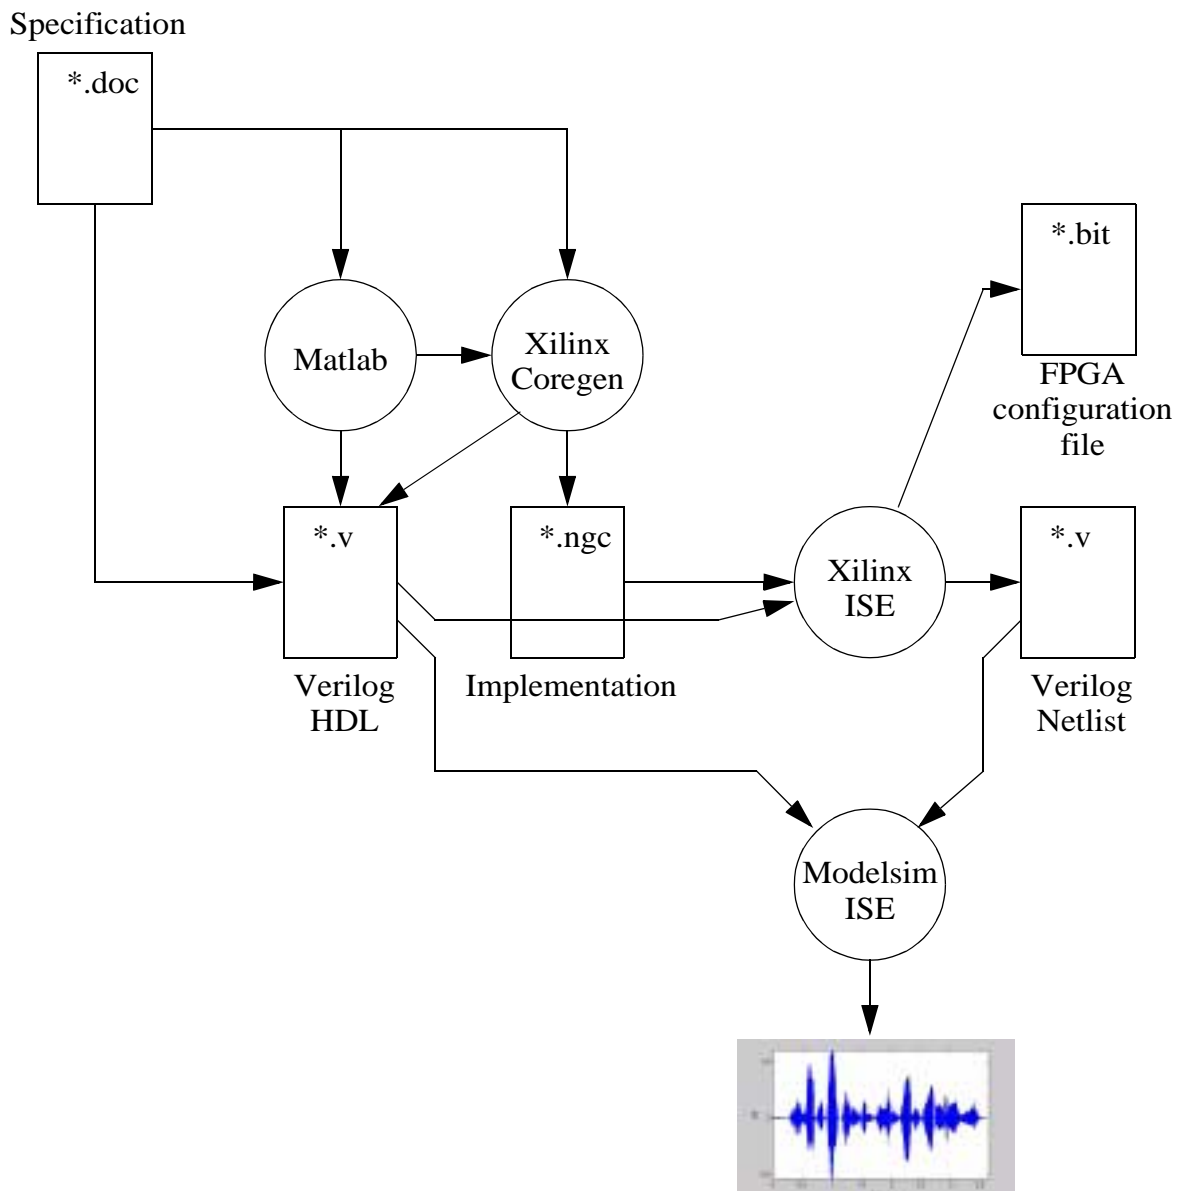 Specification
*.doc
*.bit
Matlab
Xilinx
Coregen
FPGA
configuration
file
*.v
*.ngc
Xilinx
ISE
*.v
Verilog
HDL
Implementation
Verilog
Netlist
Modelsim
ISE